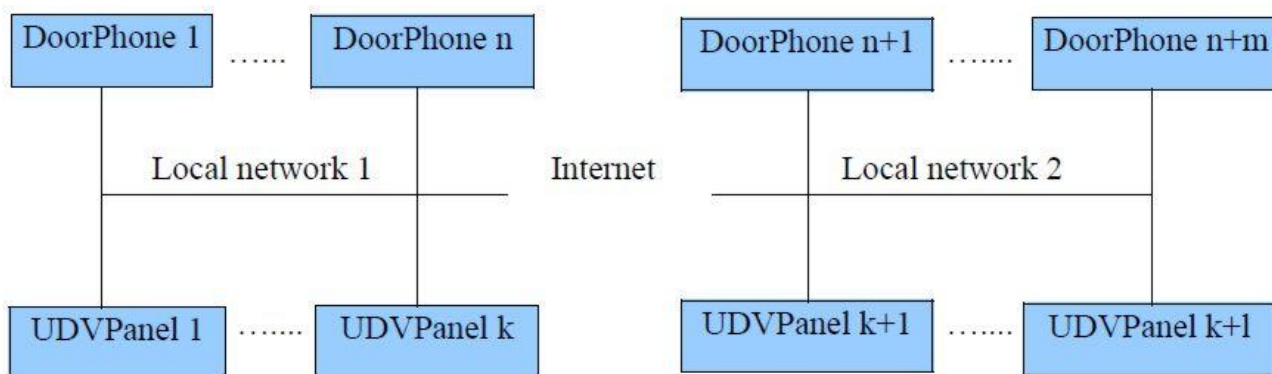 DoorPhone 1 …... DoorPhone n DoorPhone n+1 ….... DoorPhone n+m
Local network 1 Internet Local network 2
UDVPanel 1 ….... UDVPanel k UDVPanel k+1 ….... UDVPanel k+l